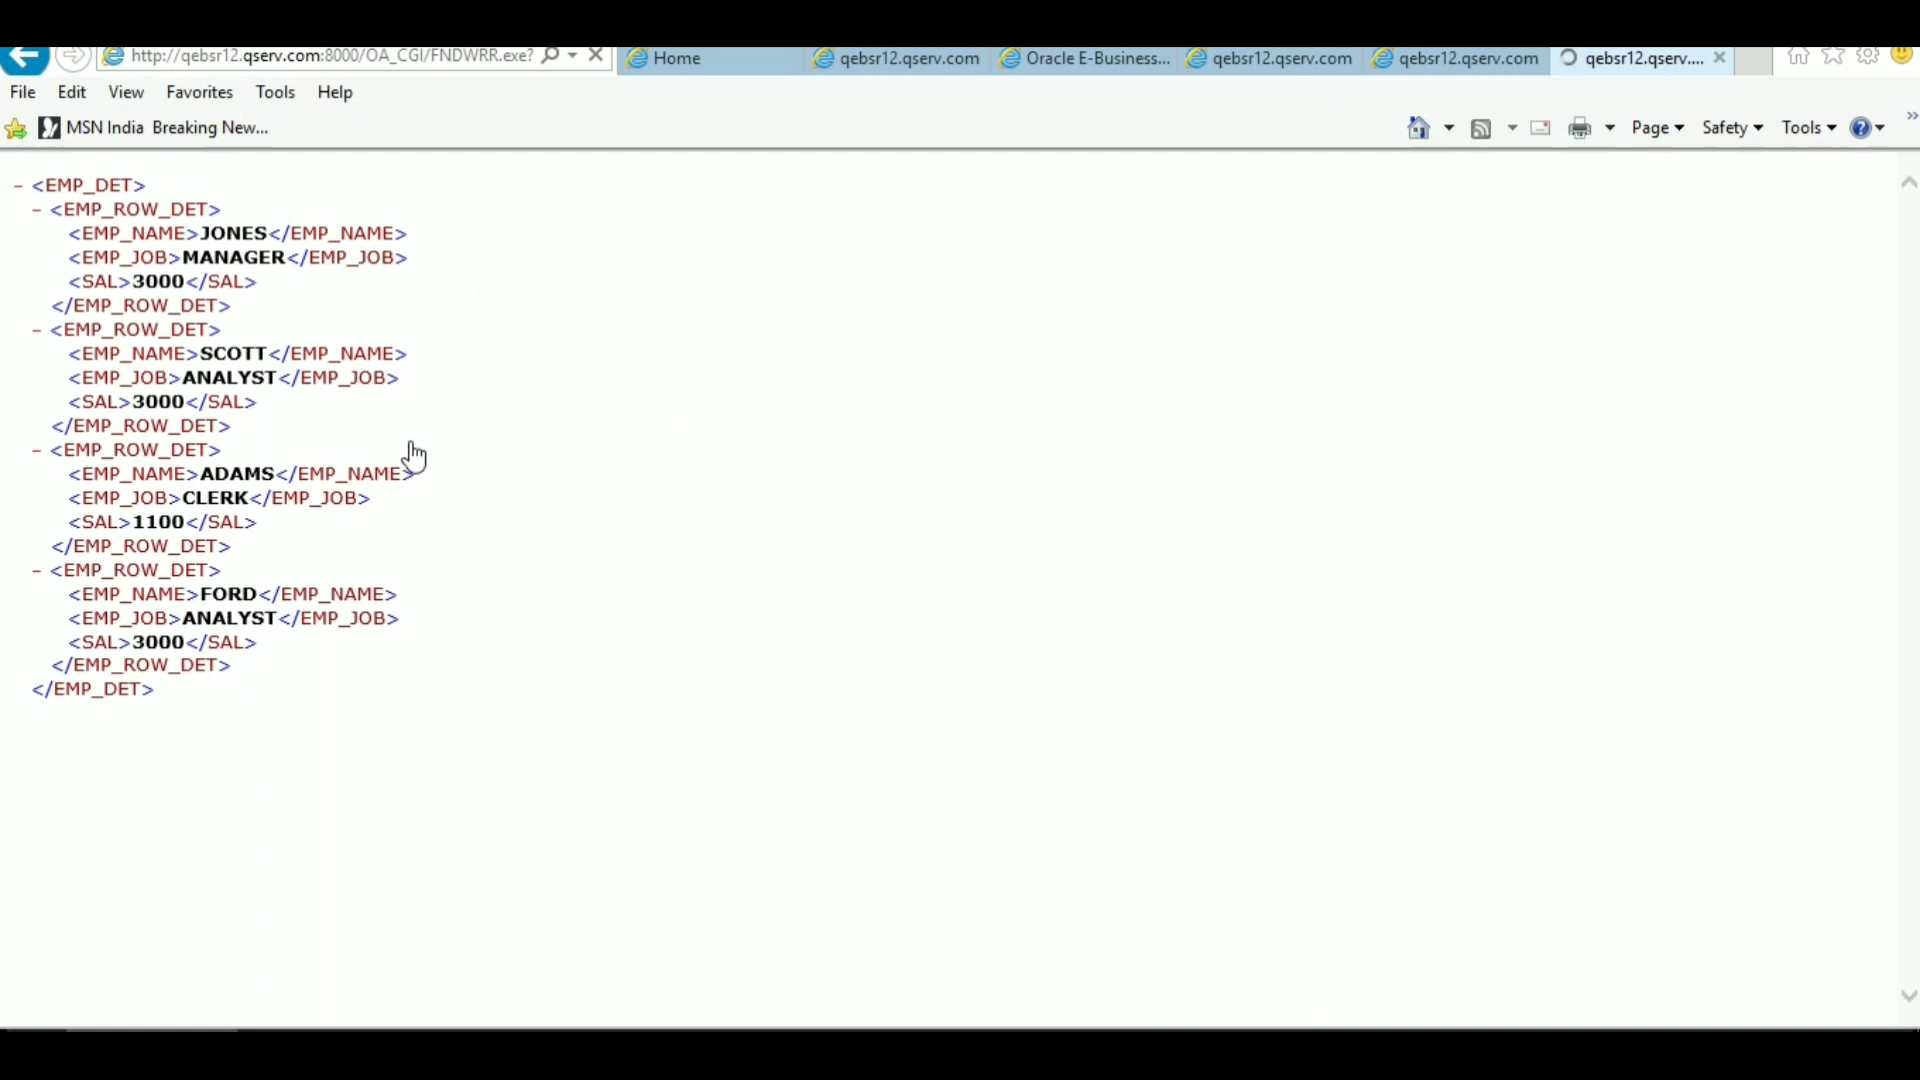 http://qebsr12.qserv.com:8000/OA_CGI/FNDWRR.exe?
Home
qebsr12.qserv.com
Oracle E-Business...
qebsr12.qserv.com
qebsr12.qserv.com
qebsr12.qserv....
File Edit View Favorites Tools Help
MSN India Breaking New...
Page Safety Tools
- <EMP_DET>
- <EMP_ROW_DET>
<EMP_NAME>JONES</EMP_NAME>
<EMP_JOB>MANAGER</EMP_JOB>
<SAL>3000</SAL>
</EMP_ROW_DET>
- <EMP_ROW_DET>
<EMP_NAME>SCOTT</EMP_NAME>
<EMP_JOB>ANALYST</EMP_JOB>
<SAL>3000</SAL>
</EMP_ROW_DET>
- <EMP_ROW_DET>
<EMP_NAME>ADAMS</EMP_NAME>
<EMP_JOB>CLERK</EMP_JOB>
<SAL>1100</SAL>
</EMP_ROW_DET>
- <EMP_ROW_DET>
<EMP_NAME>FORD</EMP_NAME>
<EMP_JOB>ANALYST</EMP_JOB>
<SAL>3000</SAL>
</EMP_ROW_DET>
</EMP_DET>